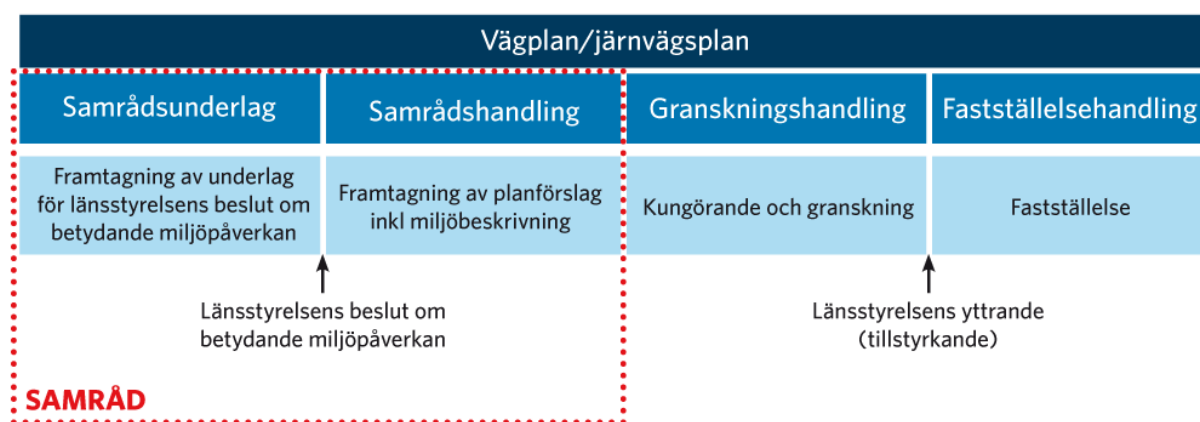 Vägplan/järnvägsplan
Samrådsunderlag
Samrådshandling
Granskningshandling
Fastställelsehandling
Framtagning av underlag
för länsstyrelsens beslut om
betydande miljöpåverkan
Framtagning av planförslag
inkl miljöbeskrivning
Kungörande och granskning
Fastställelse
Länsstyrelsens beslut om
betydande miljöpåverkan
Länsstyrelsens yttrande
(tillstyrkande)
SAMRÅD